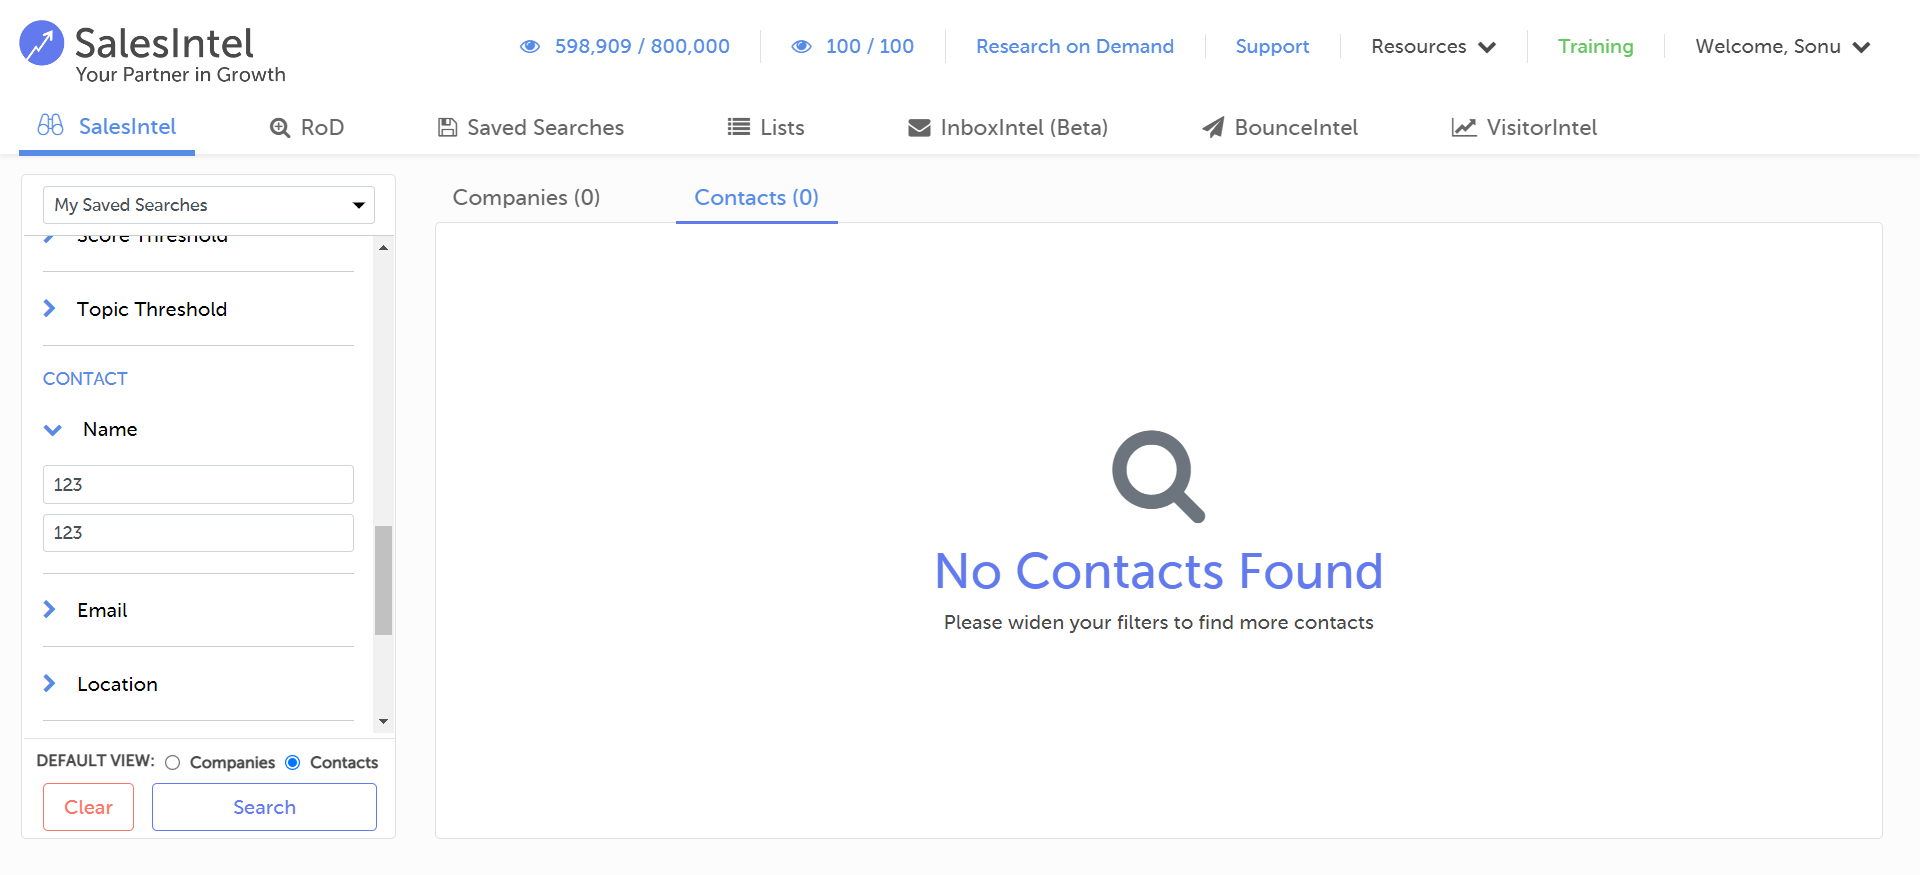 SalesIntel
Your Partner in Growth
598,909 / 800,000
100 / 100
Research on Demand
Support
Resources
Training
Welcome, Sonu
SalesIntel
RoD
Saved Searches
Lists
InboxIntel (Beta)
BounceIntel
VisitorIntel
My Saved Searches
Score Threshold
Topic Threshold
CONTACT
Name
123
123
Email
Location
DEFAULT VIEW:
Companies
Contacts
Clear
Search
Companies (0)
Contacts (0)
No Contacts Found
Please widen your filters to find more contacts